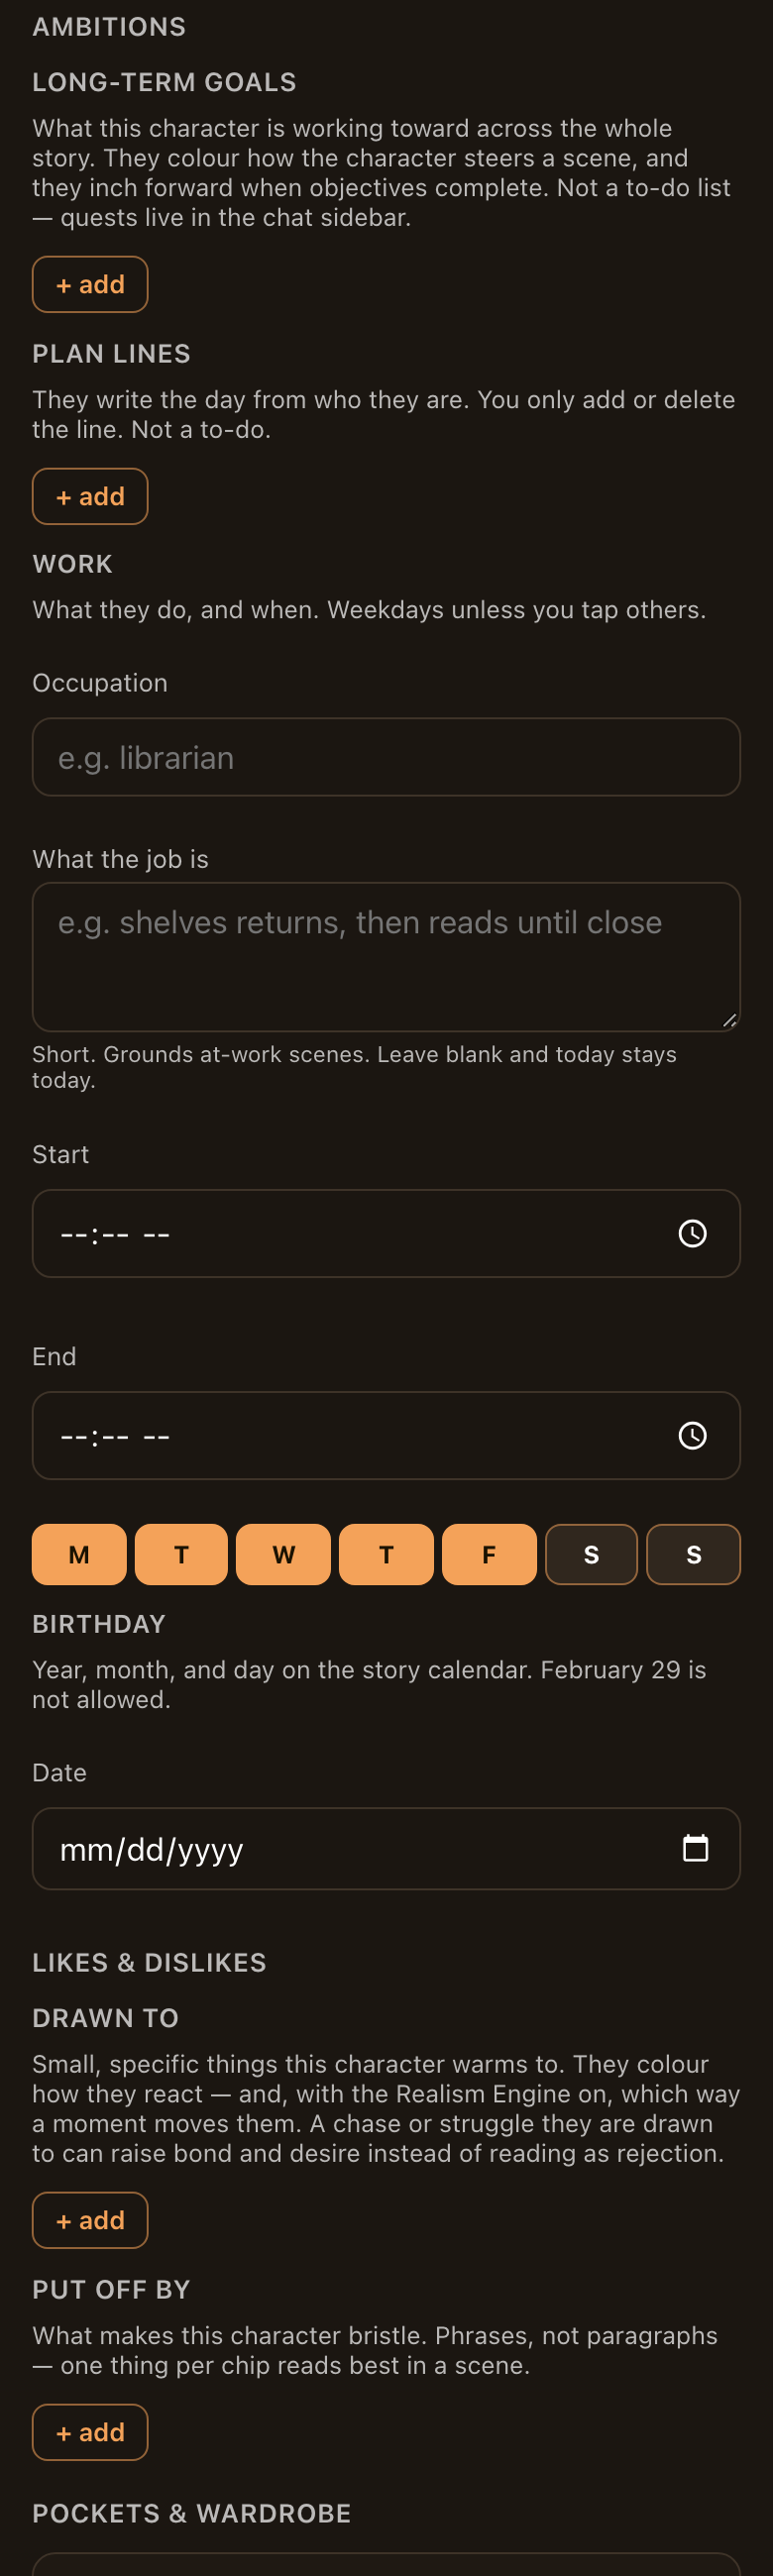 AMBITIONS
LONG-TERM GOALS
What this character is working toward across the whole
story. They colour how the character steers a scene, and
they inch forward when objectives complete. Not a to-do list
— quests live in the chat sidebar.
+ add
PLAN LINES
They write the day from who they are. You only add or delete
the line. Not a to-do.
+ add
WORK
What they do, and when. Weekdays unless you tap others.
Occupation
e.g. librarian
What the job is
e.g. shelves returns, then reads until close
Short. Grounds at-work scenes. Leave blank and today stays
today.
Start
--:-- --
End
--:-- --
M T W T F S S
BIRTHDAY
Year, month, and day on the story calendar. February 29 is
not allowed.
Date
mm/dd/yyyy
LIKES & DISLIKES
DRAWN TO
Small, specific things this character warms to. They colour
how they react — and, with the Realism Engine on, which way
a moment moves them. A chase or struggle they are drawn
to can raise bond and desire instead of reading as rejection.
+ add
PUT OFF BY
What makes this character bristle. Phrases, not paragraphs
— one thing per chip reads best in a scene.
+ add
POCKETS & WARDROBE